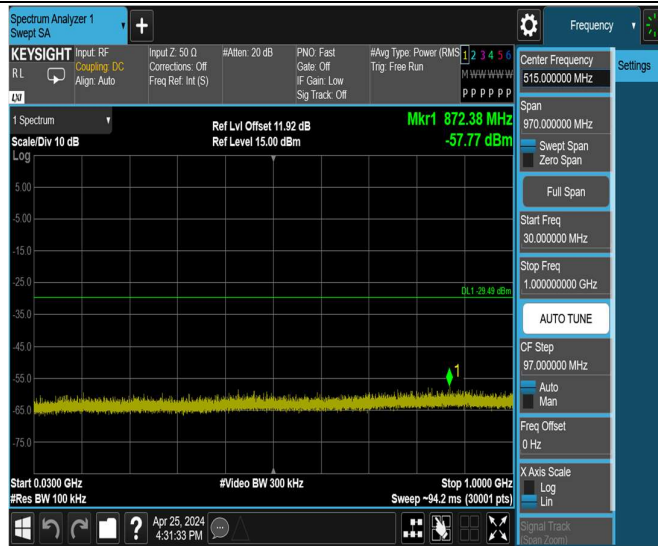 Spectrum Analyzer 1
Swept SA
+
Frequency
KEYSIGHT
RL
LXI
Input: RF
Coupling: DC
Align: Auto
Input Z: 50 Ω
Corrections: Off
Freq Ref: Int (S)
#Atten: 20 dB
PNO: Fast
Gate: Off
IF Gain: Low
Sig Track: Off
#Avg Type: Power (RMS
Trig: Free Run
1 2 3 4 5 6
M W W W W W
P P P P P P
1 Spectrum
Scale/Div 10 dB
Log
Ref Lvl Offset 11.92 dB
Ref Level 15.00 dBm
Mkr1 872.38 MHz
-57.77 dBm
5.00
-5.00
-15.0
-25.0
DL1 -29.49 dBm
-35.0
-45.0
-55.0
1
-65.0
-75.0
Start 0.0300 GHz
#Res BW 100 kHz
#Video BW 300 kHz
Stop 1.0000 GHz
Sweep ~94.2 ms (30001 pts)
?
Apr 25, 2024
4:31:33 PM
Center Frequency
515.000000 MHz
Settings
Span
970.000000 MHz
Swept Span
Zero Span
Full Span
Start Freq
30.000000 MHz
Stop Freq
1.000000000 GHz
AUTO TUNE
CF Step
97.000000 MHz
Auto
Man
Freq Offset
0 Hz
X Axis Scale
Log
Lin
Signal Track
(Span Zoom)